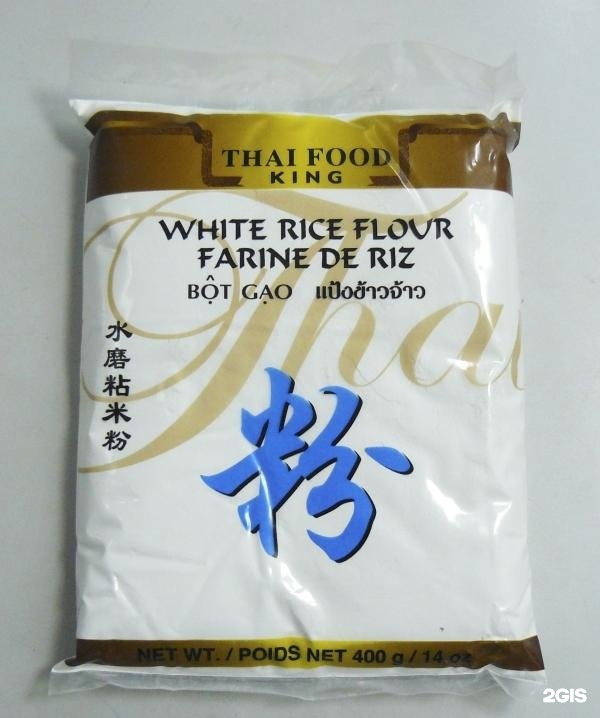 THAI FOOD
KING
WHITE RICE FLOUR
FARINE DE RIZ
BỘT GẠO แป้งข้าวจ้าว
Thai
水磨粘米粉
粉
NET WT. / POIDS NET 400 g / 14 oz
2GIS